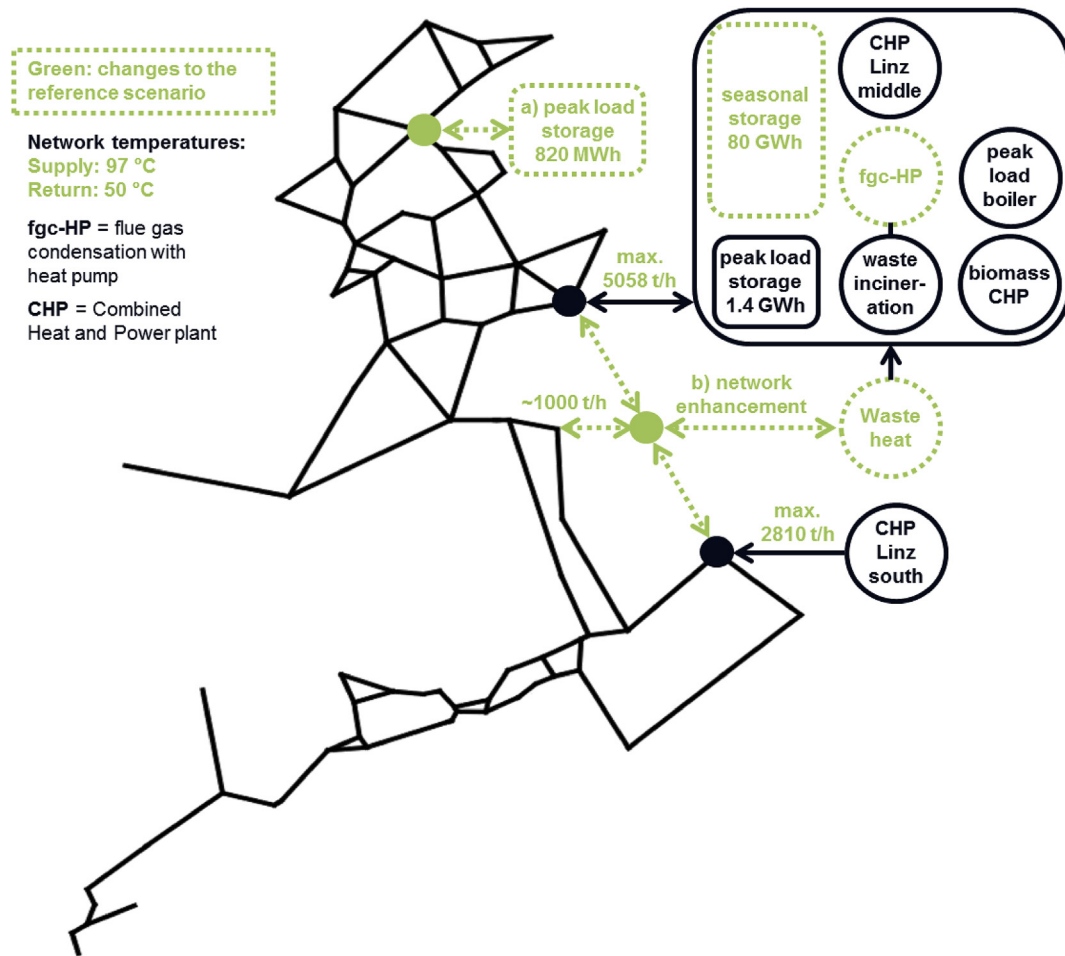 Green: changes to the
reference scenario
Network temperatures:
Supply: 97 °C
Return: 50 °C
fgc-HP = flue gas
condensation with
heat pump
CHP = Combined
Heat and Power plant
a) peak load
storage
820 MWh
seasonal
storage
80 GWh
CHP
Linz
middle
fgc-HP
peak
load
boiler
peak load
storage
1.4 GWh
waste
inciner-
ation
biomass
CHP
max.
5058 t/h
~1000 t/h
b) network
enhancement
Waste
heat
max.
2810 t/h
CHP
Linz
south